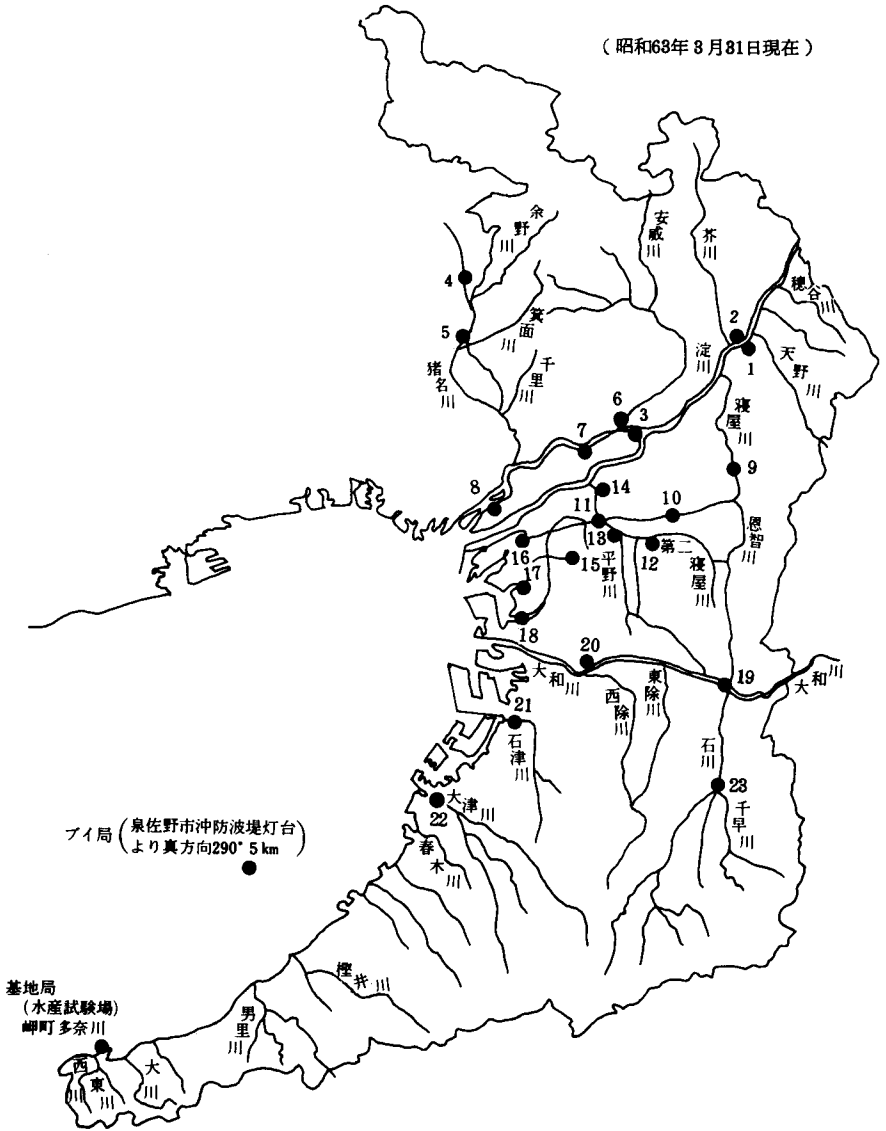 （昭和63年3月31日現在）
余野川
安威川
芥川
穂谷川
4
5
箕面川
千里川
猪名川
2
1
淀川
天野川
6
3
7
寝屋川
9
8
14
10
11
13
16
15
平野川
12
第二
寝屋川
恩智川
17
18
20
大和川
19
大和川
東除川
西除川
21
石津川
石川
23
千早川
22
大津川
春木川
ブイ局（泉佐野市沖防波堤灯台
より真方向290°5km）
樫井川
男里川
基地局
（水産試験場）
岬町多奈川
西川
東川
大川